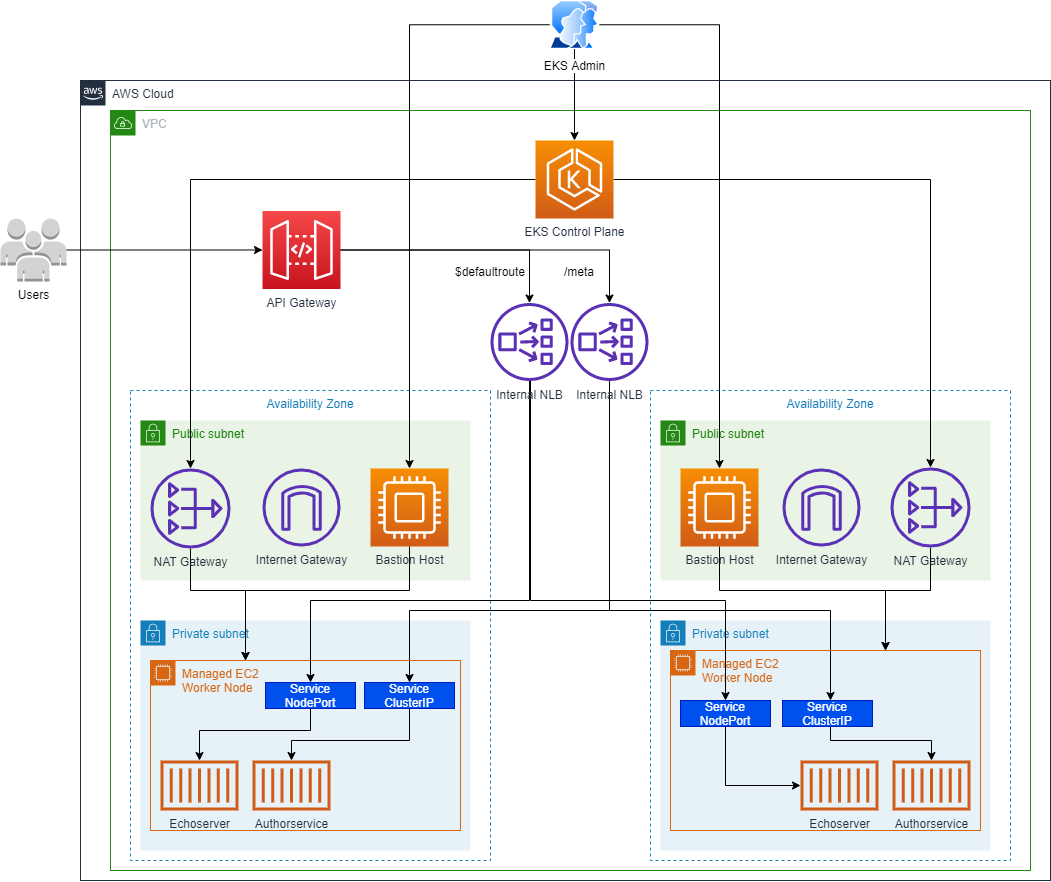 EKS Admin
aws
AWS Cloud
VPC
K
EKS Control Plane
</>
Users
API Gateway
$defaultroute
/meta
Internal NLB
Internal NLB
Availability Zone
Availability Zone
Public subnet
Public subnet
NAT Gateway
Internet Gateway
Bastion Host
Bastion Host
Internet Gateway
NAT Gateway
Private subnet
Private subnet
Managed EC2
Worker Node
Service
NodePort
Service
ClusterIP
Managed EC2
Worker Node
Service
NodePort
Service
ClusterIP
Echoserver
Authorservice
Echoserver
Authorservice